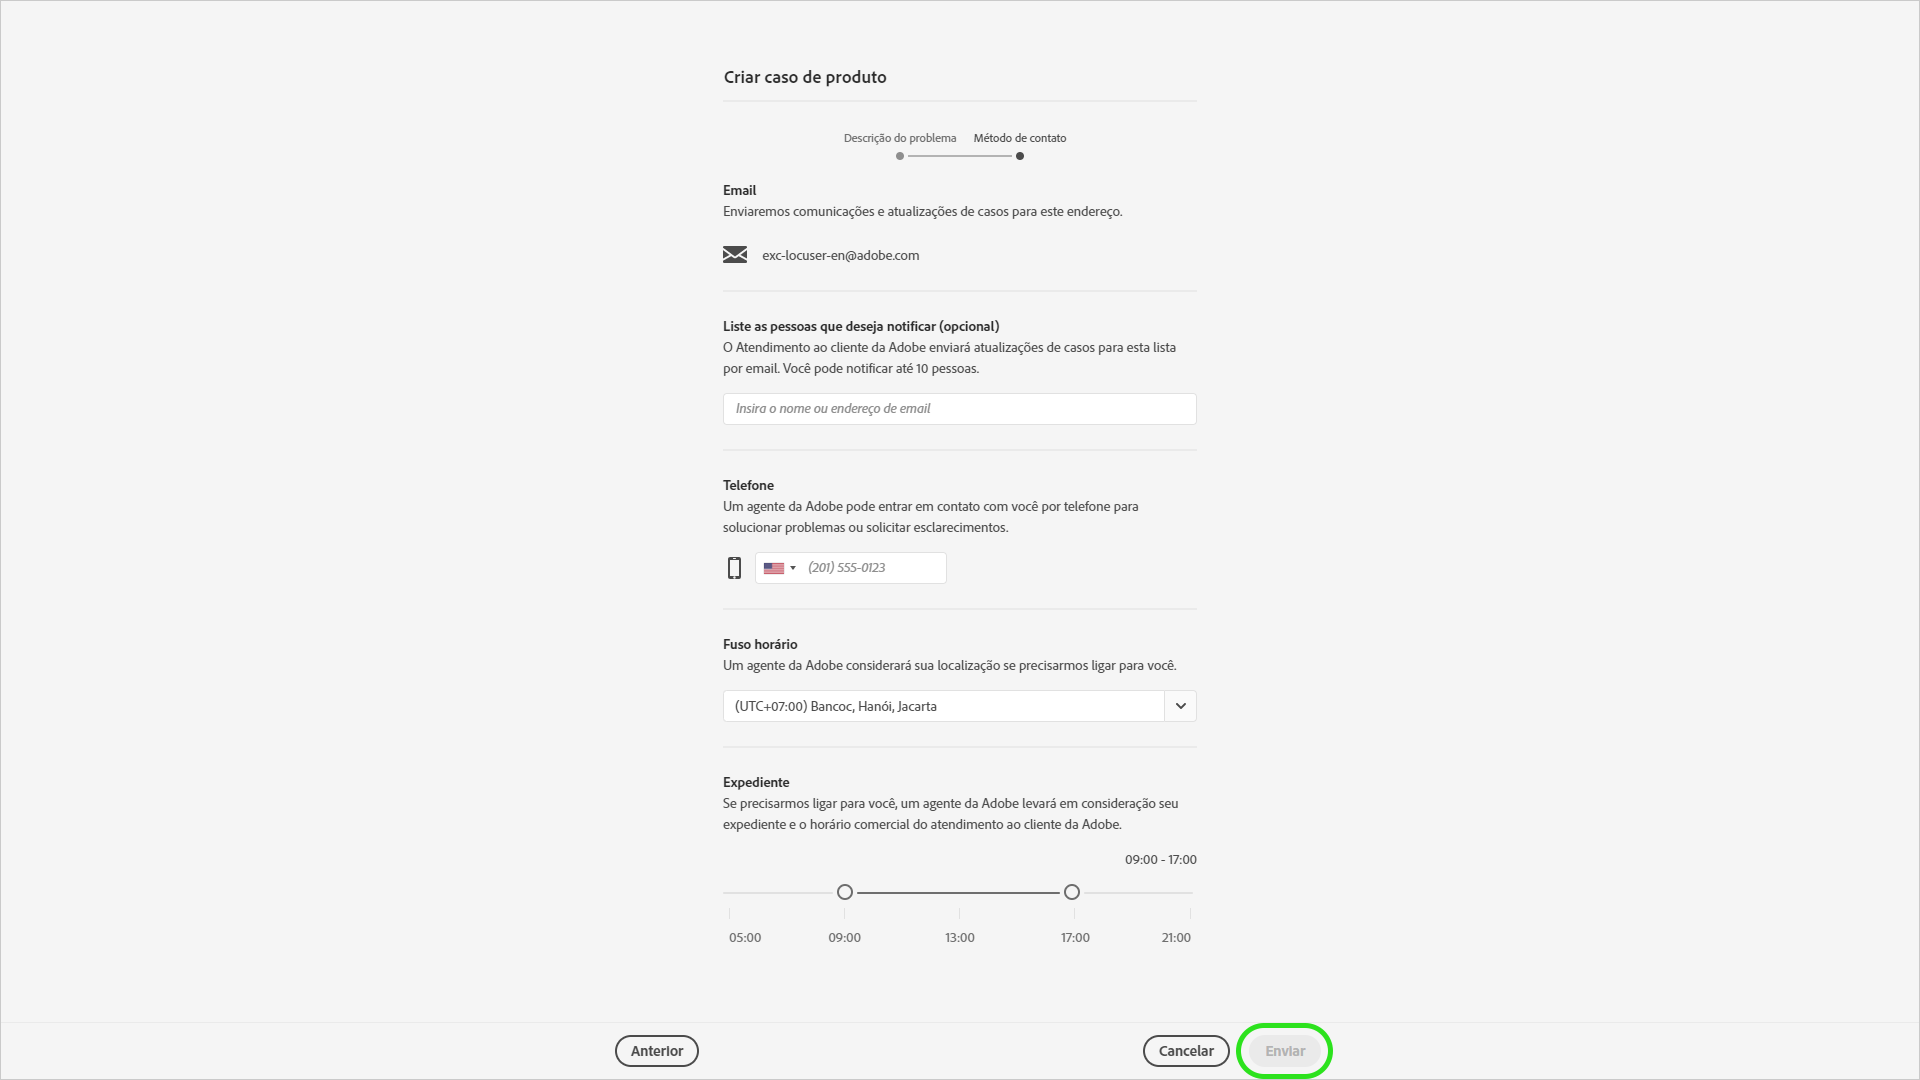 Criar caso de produto
Descrição do problema
Método de contato
Email
Enviaremos comunicações e atualizações de casos para este endereço.
exc-locuser-en@adobe.com
Liste as pessoas que deseja notificar (opcional)
O Atendimento ao cliente da Adobe enviará atualizações de casos para esta lista
por email. Você pode notificar até 10 pessoas.
Insira o nome ou endereço de email
Telefone
Um agente da Adobe pode entrar em contato com você por telefone para
solucionar problemas ou solicitar esclarecimentos.
(201) 555-0123
Fuso horário
Um agente da Adobe considerará sua localização se precisarmos ligar para você.
(UTC+07:00) Bancoc, Hanói, Jacarta
Expediente
Se precisarmos ligar para você, um agente da Adobe levará em consideração seu
expediente e o horário comercial do atendimento ao cliente da Adobe.
09:00 - 17:00
05:00 09:00 13:00 17:00 21:00
Anterior Cancelar Enviar